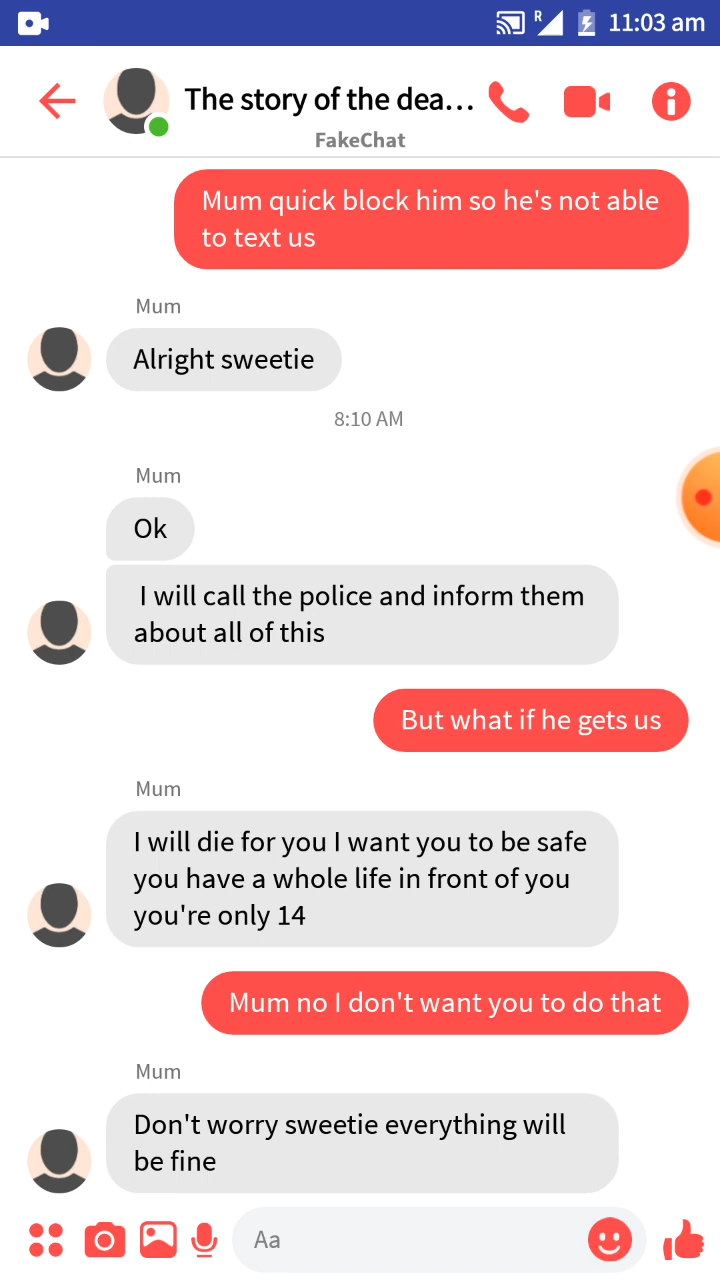 R 11:03 am
The story of the dea...
FakeChat
Mum quick block him so he's not able
to text us
Mum
Alright sweetie
8:10 AM
Mum
Ok
I will call the police and inform them
about all of this
But what if he gets us
Mum
I will die for you I want you to be safe
you have a whole life in front of you
you're only 14
Mum no I don't want you to do that
Mum
Don't worry sweetie everything will
be fine
Aa